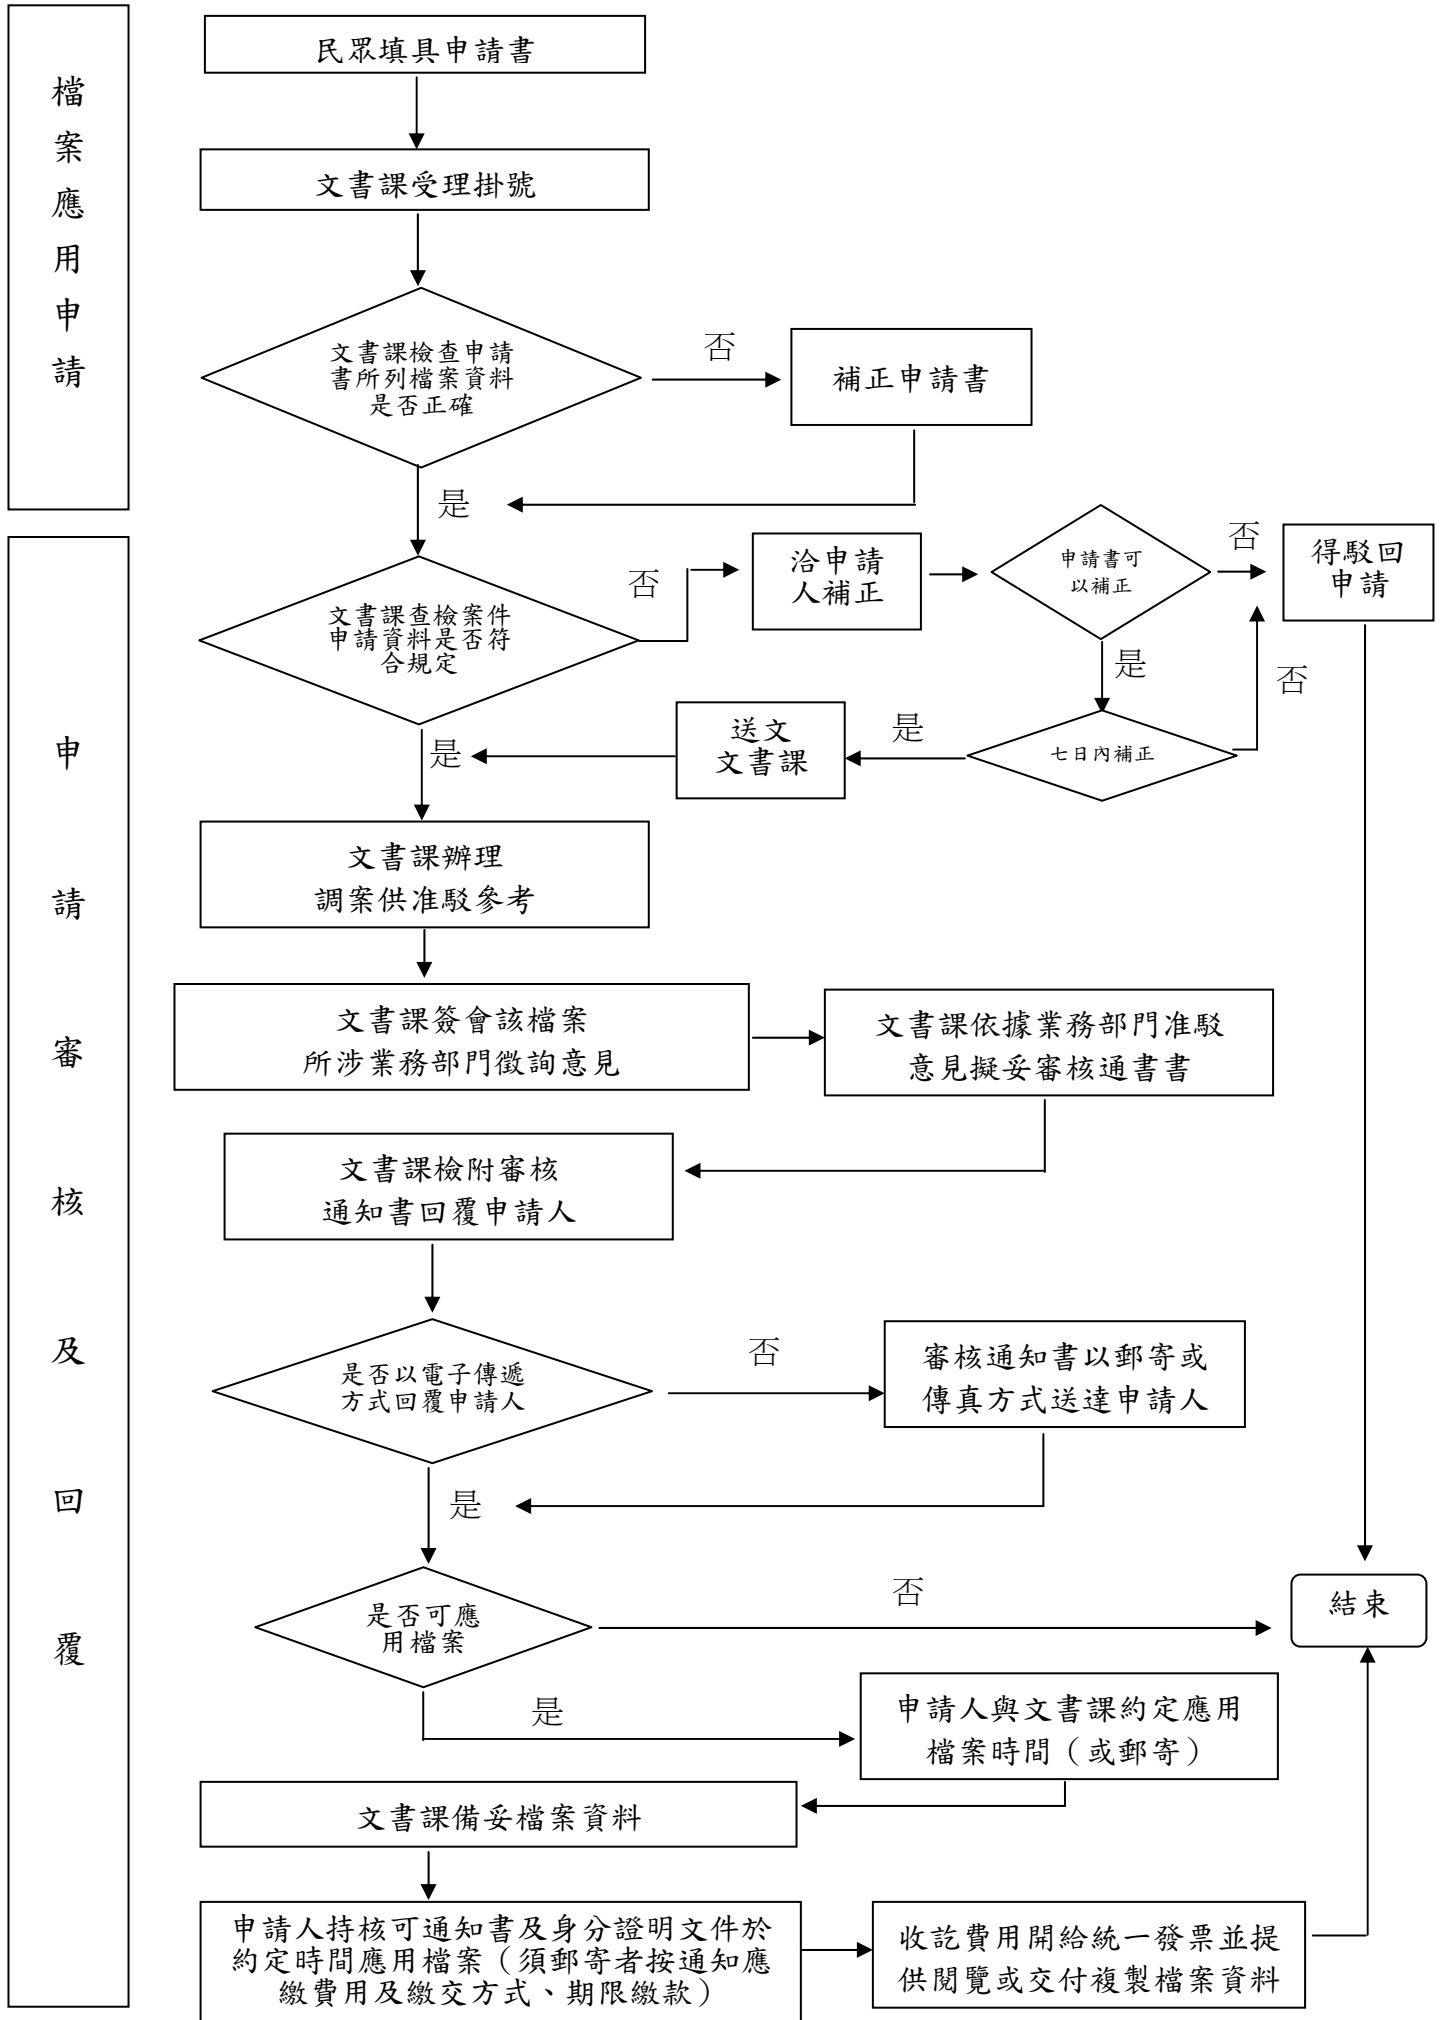 檔案應用申請
民眾填具申請書
文書課受理掛號
文書課檢查申請
書所列檔案資料
是否正確
否
補正申請書
是
申請審核及回覆
文書課查檢案件
申請資料是否符
合規定
否
洽申請
人補正
申請書可
以補正
否
得駁回
申請
是
否
七日內補正
是
送文
文書課
是
文書課辦理
調案供准駁參考
文書課簽會該檔案
所涉業務部門徵詢意見
文書課依據業務部門准駁
意見擬妥審核通書書
文書課檢附審核
通知書回覆申請人
是否以電子傳遞
方式回覆申請人
否
審核通知書以郵寄或
傳真方式送達申請人
是
是否可應
用檔案
否
結束
是
申請人與文書課約定應用
檔案時間（或郵寄）
文書課備妥檔案資料
申請人持核可通知書及身分證明文件於
約定時間應用檔案（須郵寄者按通知應
繳費用及繳交方式、期限繳款）
收訖費用開給統一發票並提
供閱覽或交付複製檔案資料